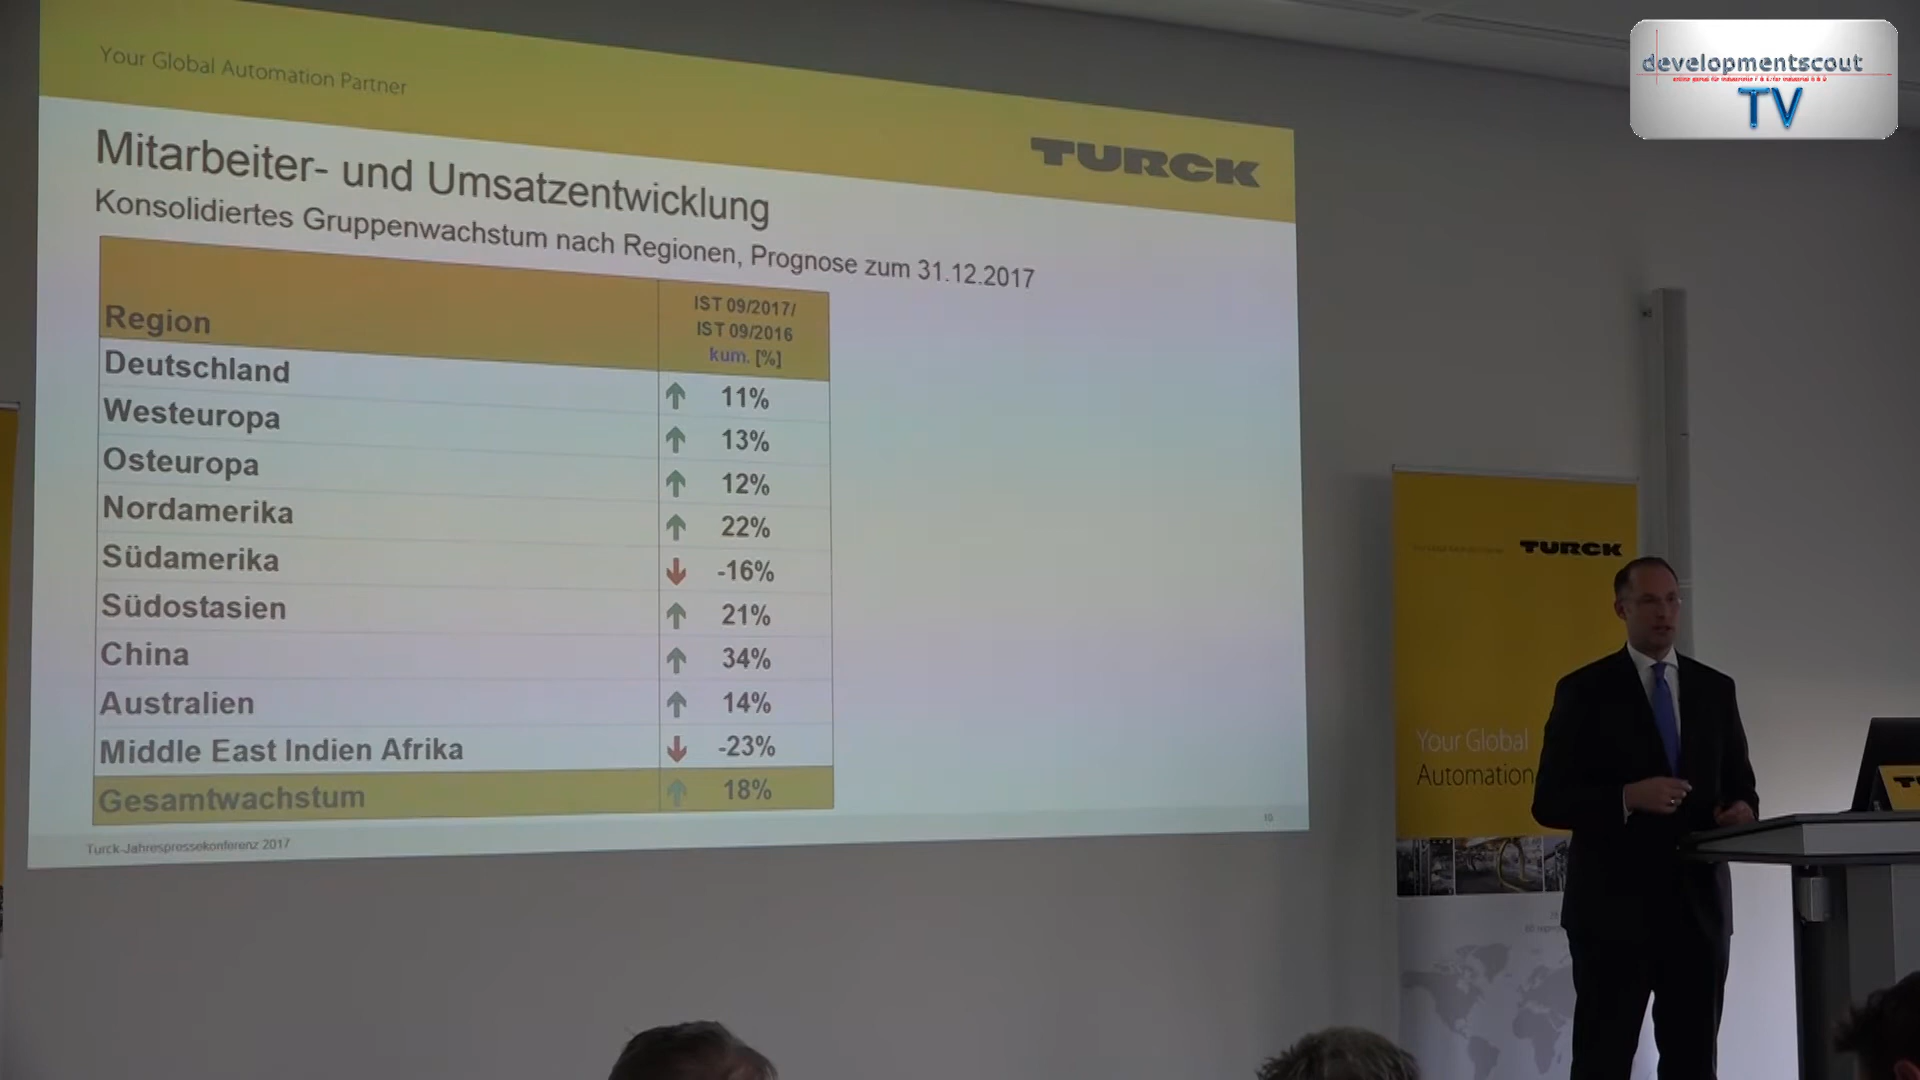 developmentscout
TV
Your Global Automation Partner
TURCK
Mitarbeiter- und Umsatzentwicklung
Konsolidiertes Gruppenwachstum nach Regionen, Prognose zum 31.12.2017
Region
IST 09/2017/
IST 09/2016
kum. [%]
Deutschland 11%
Westeuropa 13%
Osteuropa 12%
Nordamerika 22%
Südamerika -16%
Südostasien 21%
China 34%
Australien 14%
Middle East Indien Afrika -23%
Gesamtwachstum 18%
Turck-Jahrespressekonferenz 2017
10
TURCK
Your Global
Automation